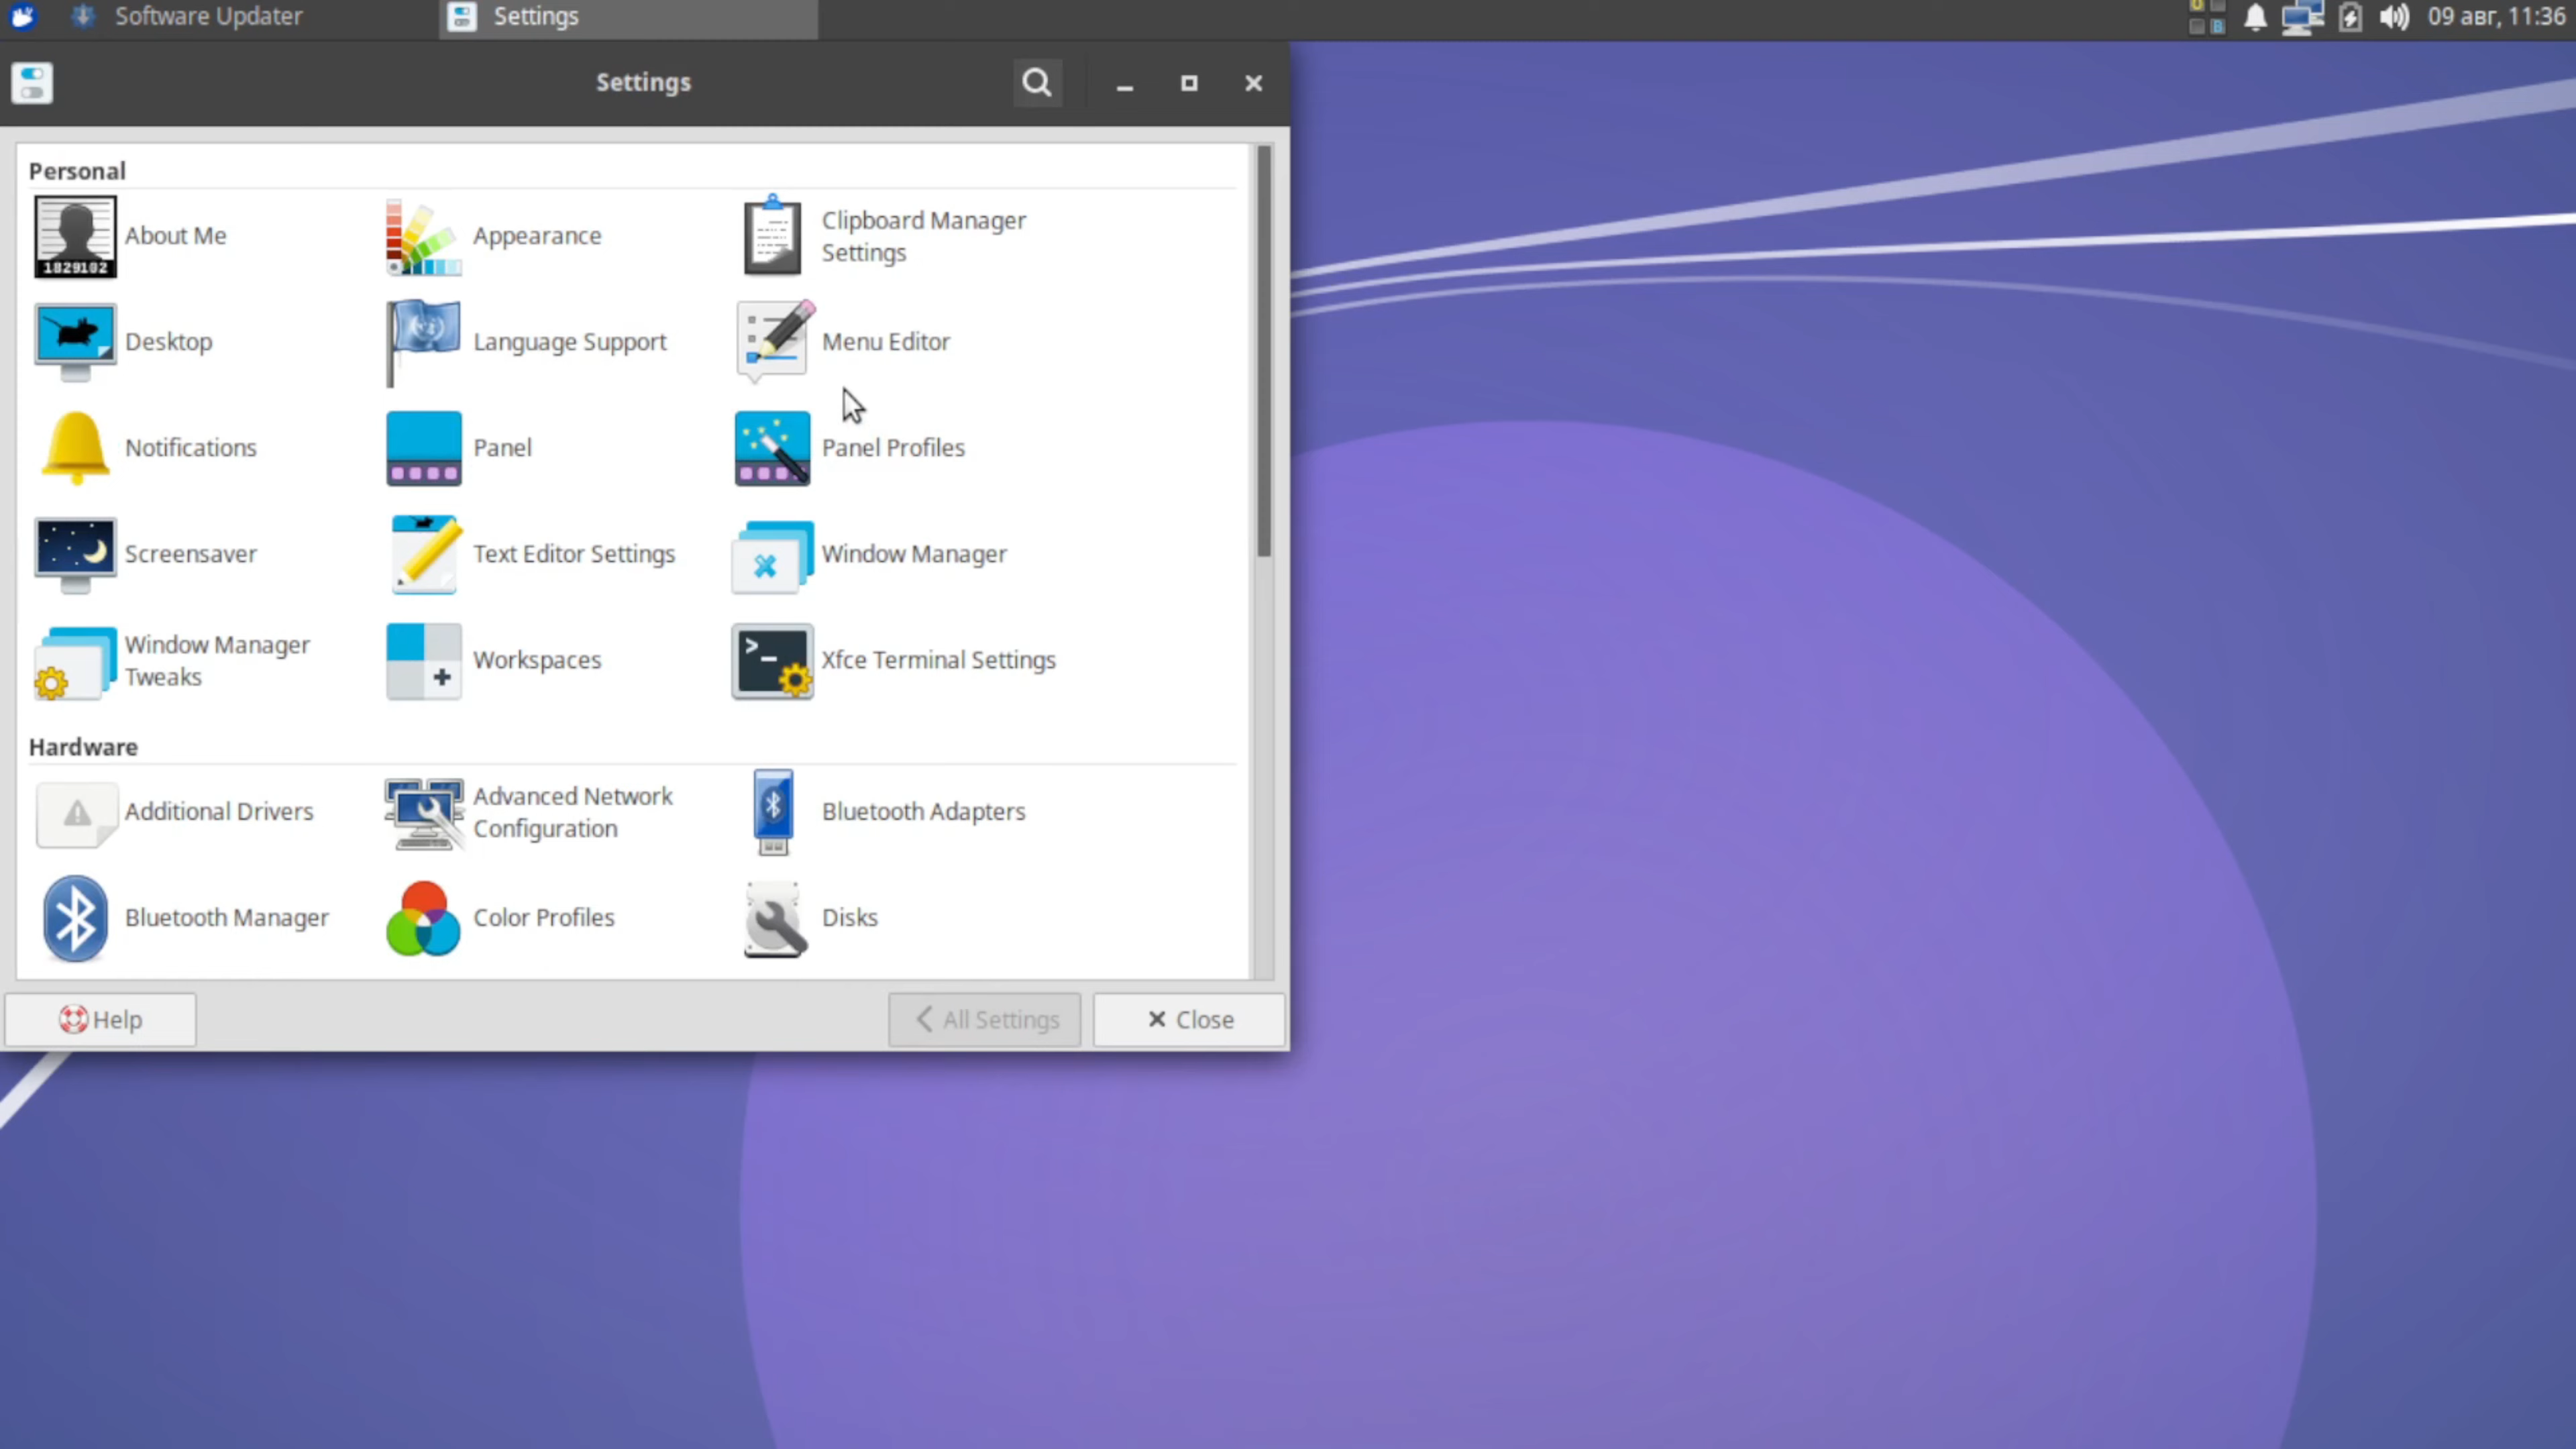 Software Updater
Settings
09 авг, 11:36
Settings
Personal
About Me
Appearance
Clipboard Manager
Settings
Desktop
Language Support
Menu Editor
Notifications
Panel
Panel Profiles
Screensaver
Text Editor Settings
Window Manager
Window Manager
Tweaks
Workspaces
Xfce Terminal Settings
Hardware
Additional Drivers
Advanced Network
Configuration
Bluetooth Adapters
Bluetooth Manager
Color Profiles
Disks
Help
All Settings
Close
1829102